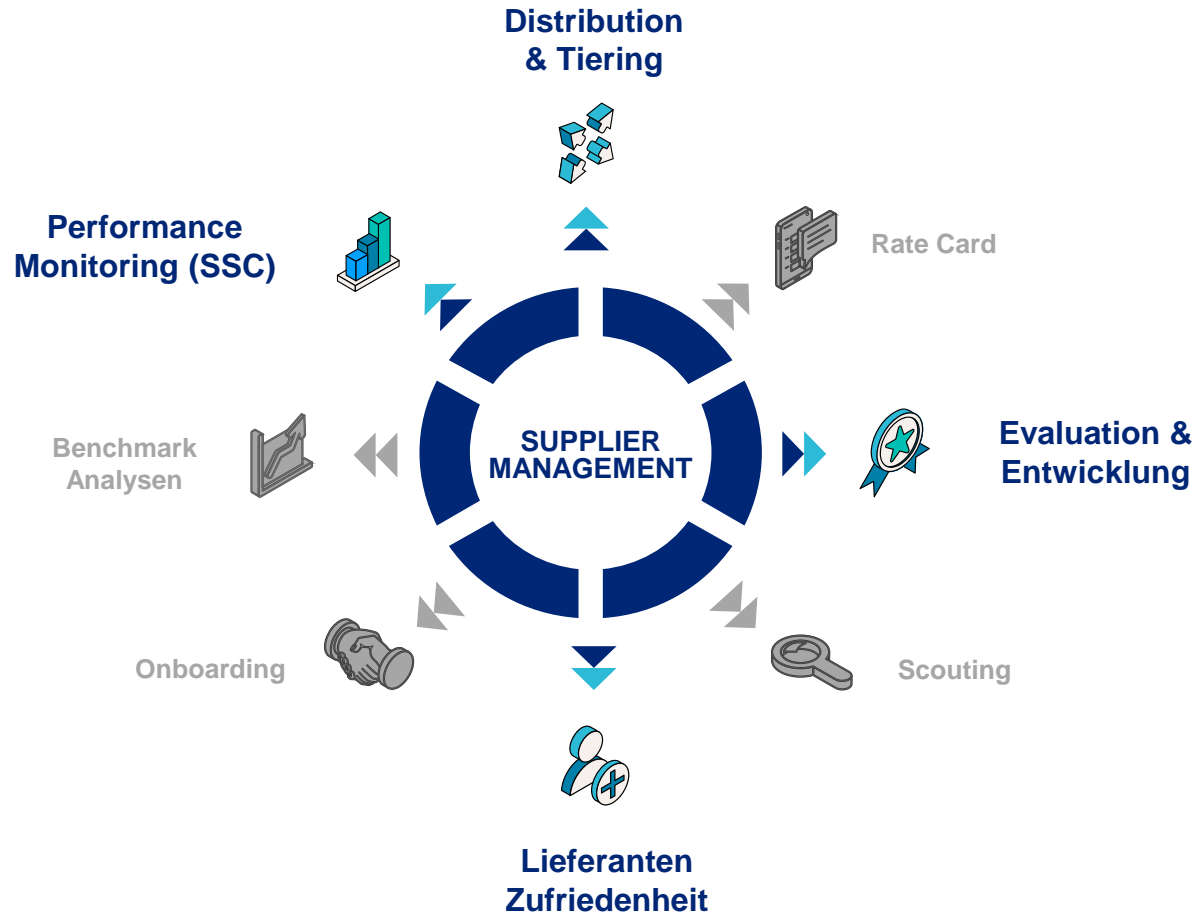 Distribution
& Tiering
Performance
Monitoring (SSC)
Rate Card
Benchmark
Analysen
SUPPLIER
MANAGEMENT
Evaluation &
Entwicklung
Onboarding
Scouting
Lieferanten
Zufriedenheit